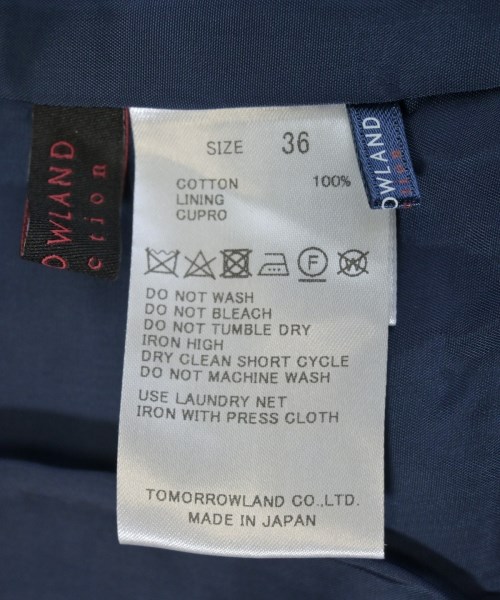 OWLAND
ction
SIZE 36
COTTON 100%
LINING
CUPRO
F
W
DO NOT WASH
DO NOT BLEACH
DO NOT TUMBLE DRY
IRON HIGH
DRY CLEAN SHORT CYCLE
DO NOT MACHINE WASH
USE LAUNDRY NET
IRON WITH PRESS CLOTH
TOMORROWLAND CO.,LTD.
MADE IN JAPAN
OWLAND